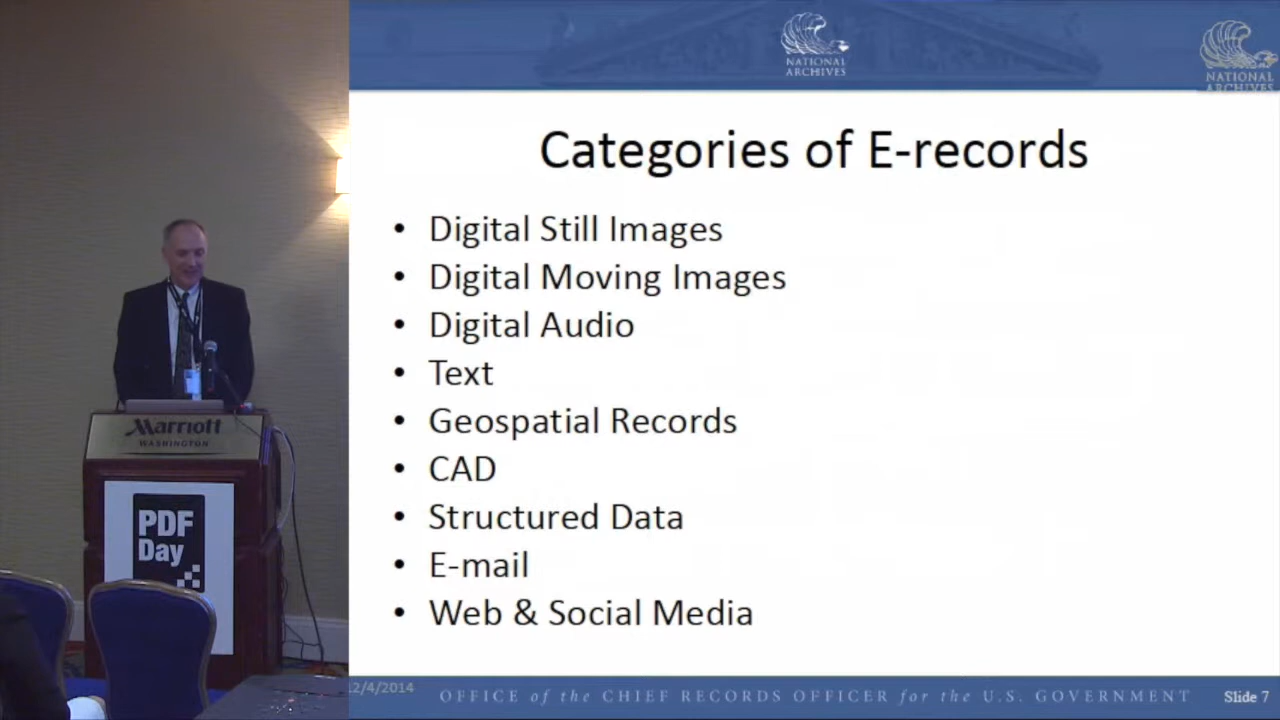 NATIONAL
ARCHIVES
NATIONAL
ARCHIVES
Categories of E-records
• Digital Still Images
• Digital Moving Images
• Digital Audio
• Text
• Geospatial Records
• CAD
• Structured Data
• E-mail
• Web & Social Media
12/4/2014
OFFICE of the CHIEF RECORDS OFFICER for the U.S. GOVERNMENT
Slide 7
Marriott
WASHINGTON
PDF
Day